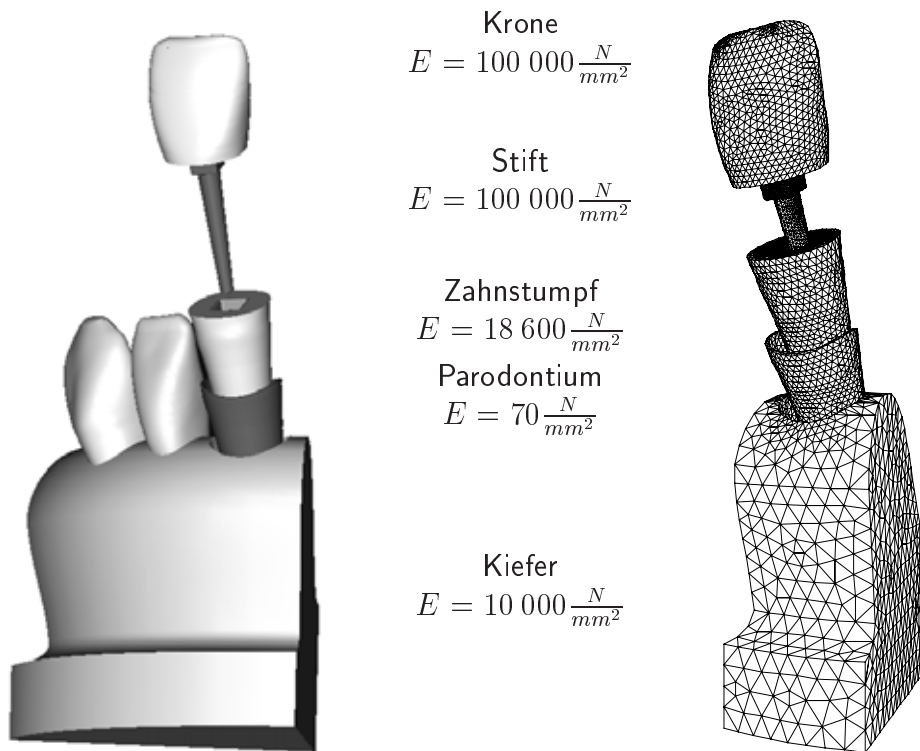 Krone
E = 100 000 N/mm²
Stift
E = 100 000 N/mm²
Zahnstumpf
E = 18 600 N/mm²
Parodontium
E = 70 N/mm²
Kiefer
E = 10 000 N/mm²